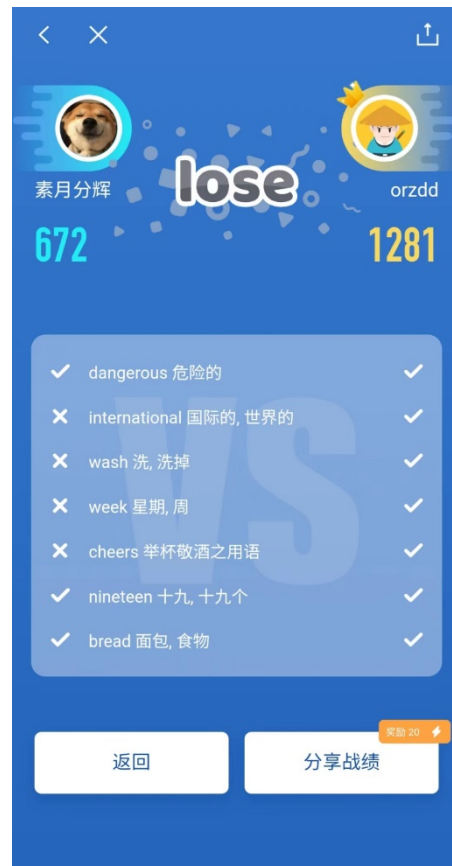 lose
素月分辉
orzdd
672
1281
VS
dangerous 危险的
international 国际的, 世界的
wash 洗, 洗掉
week 星期, 周
cheers 举杯敬酒之用语
nineteen 十九, 十九个
bread 面包, 食物
奖励 20
返回
分享战绩